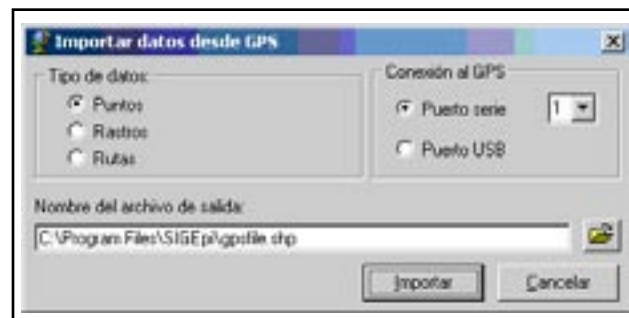 Importar datos desde GPS
Tipo de datos:
Puntos
Rastros
Rutas
Conexión al GPS
Puerto serie 1
Puerto USB
Nombre del archivo de salida:
C:\Program Files\SIGEpi\gpsfile.shp
Importar
Cancelar